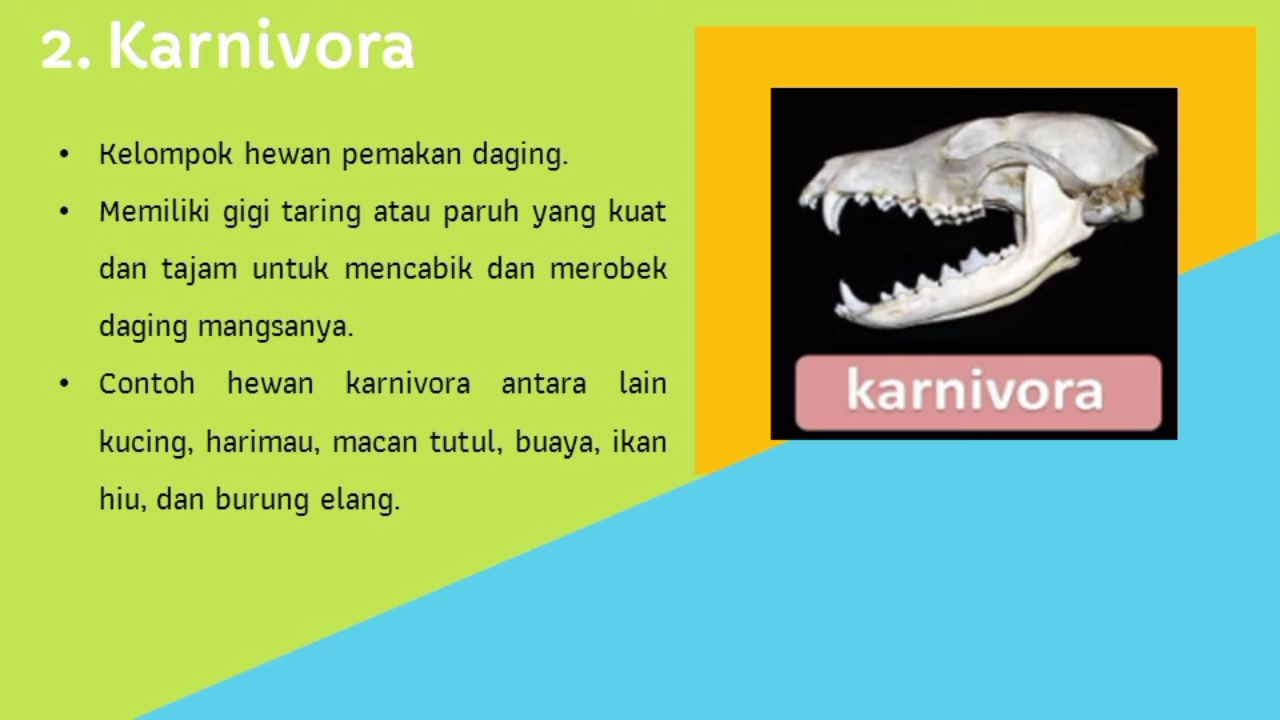 2. Karnivora
• Kelompok hewan pemakan daging.
• Memiliki gigi taring atau paruh yang kuat
dan tajam untuk mencabik dan merobek
daging mangsanya.
• Contoh hewan karnivora antara lain
kucing, harimau, macan tutul, buaya, ikan
hiu, dan burung elang.
karnivora